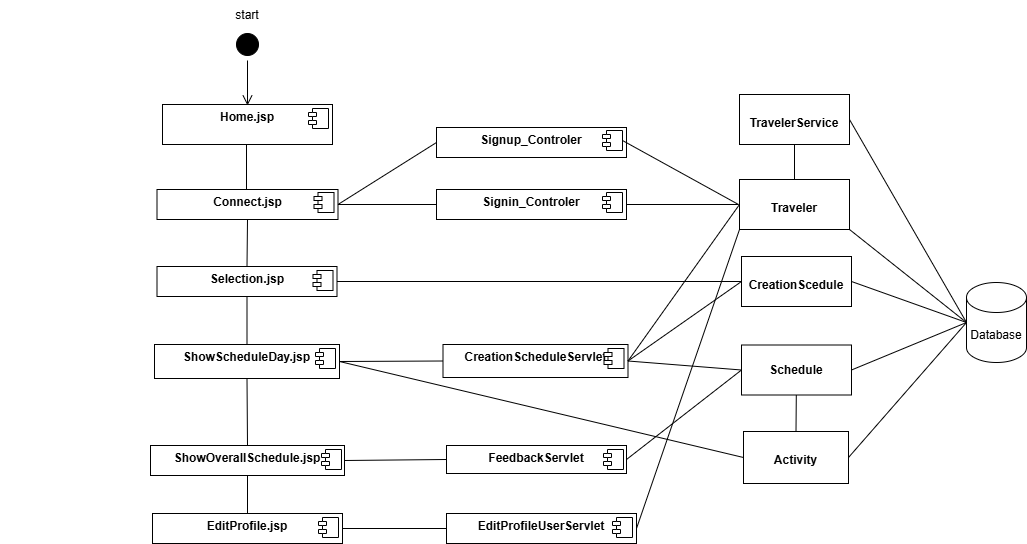 start
Home.jsp
Signup_Controler
TravelerService
Connect.jsp
Signin_Controler
Traveler
Selection.jsp
CreationScedule
Database
ShowScheduleDay.jsp
CreationScheduleServlet
Schedule
ShowOverallSchedule.jsp
FeedbackServlet
Activity
EditProfile.jsp
EditProfileUserServlet